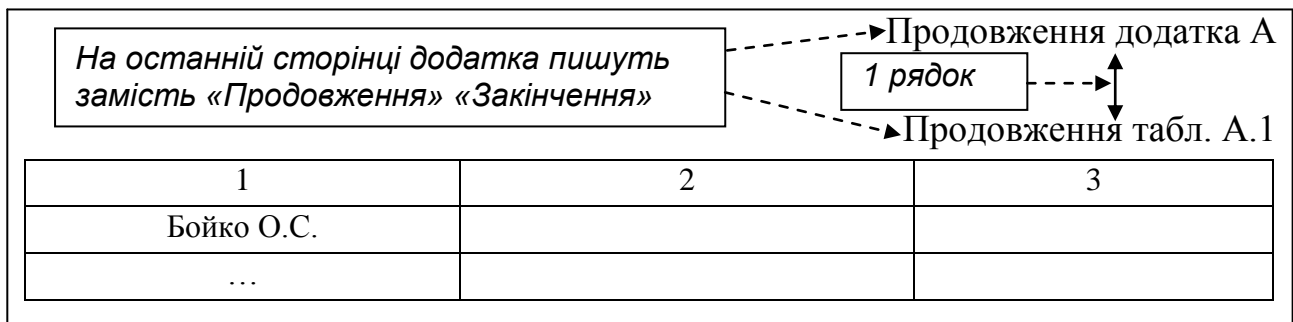 Продовження додатка А
На останній сторінці додатка пишуть
замість «Продовження» «Закінчення»
1 рядок
Продовження табл. А.1
1 2 3
Бойко О.С.
…